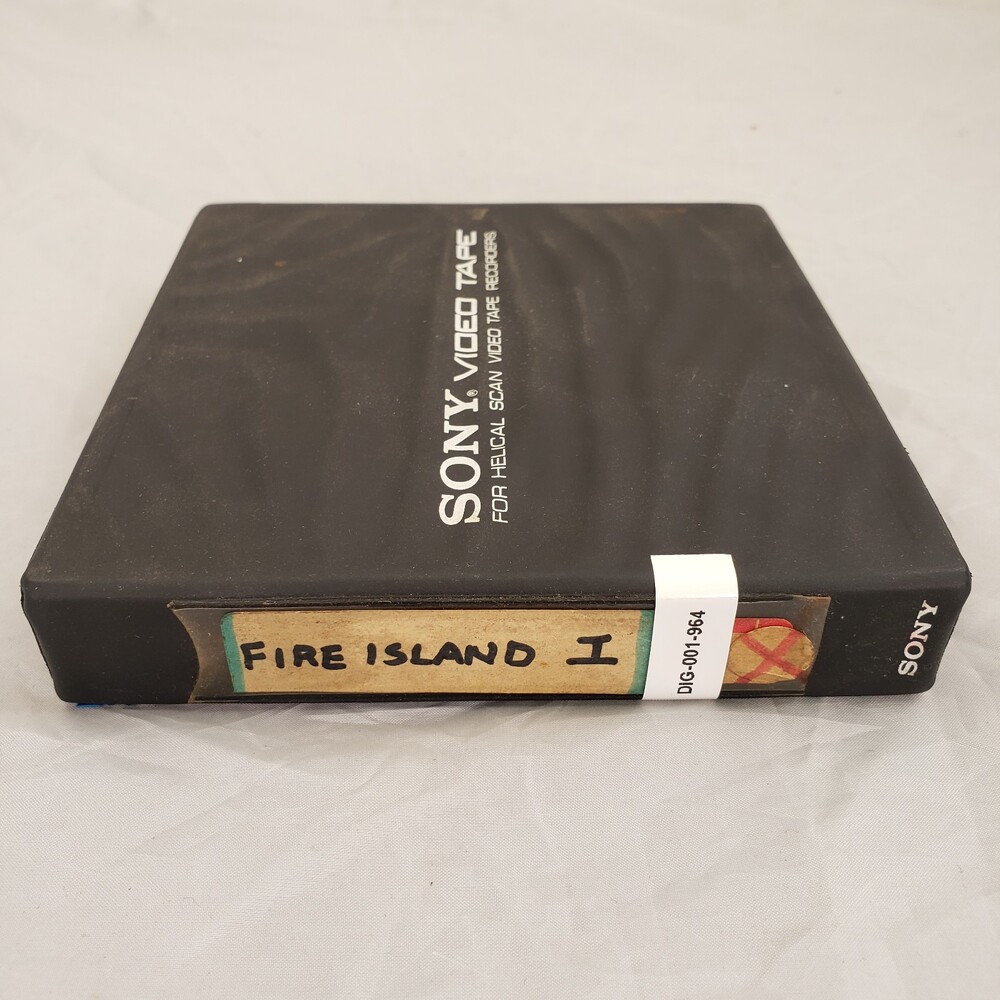 SONY® VIDEO TAPE
FOR HELICAL SCAN VIDEO TAPE RECORDERS
FIRE ISLAND I
DIG-001-964
X
SONY